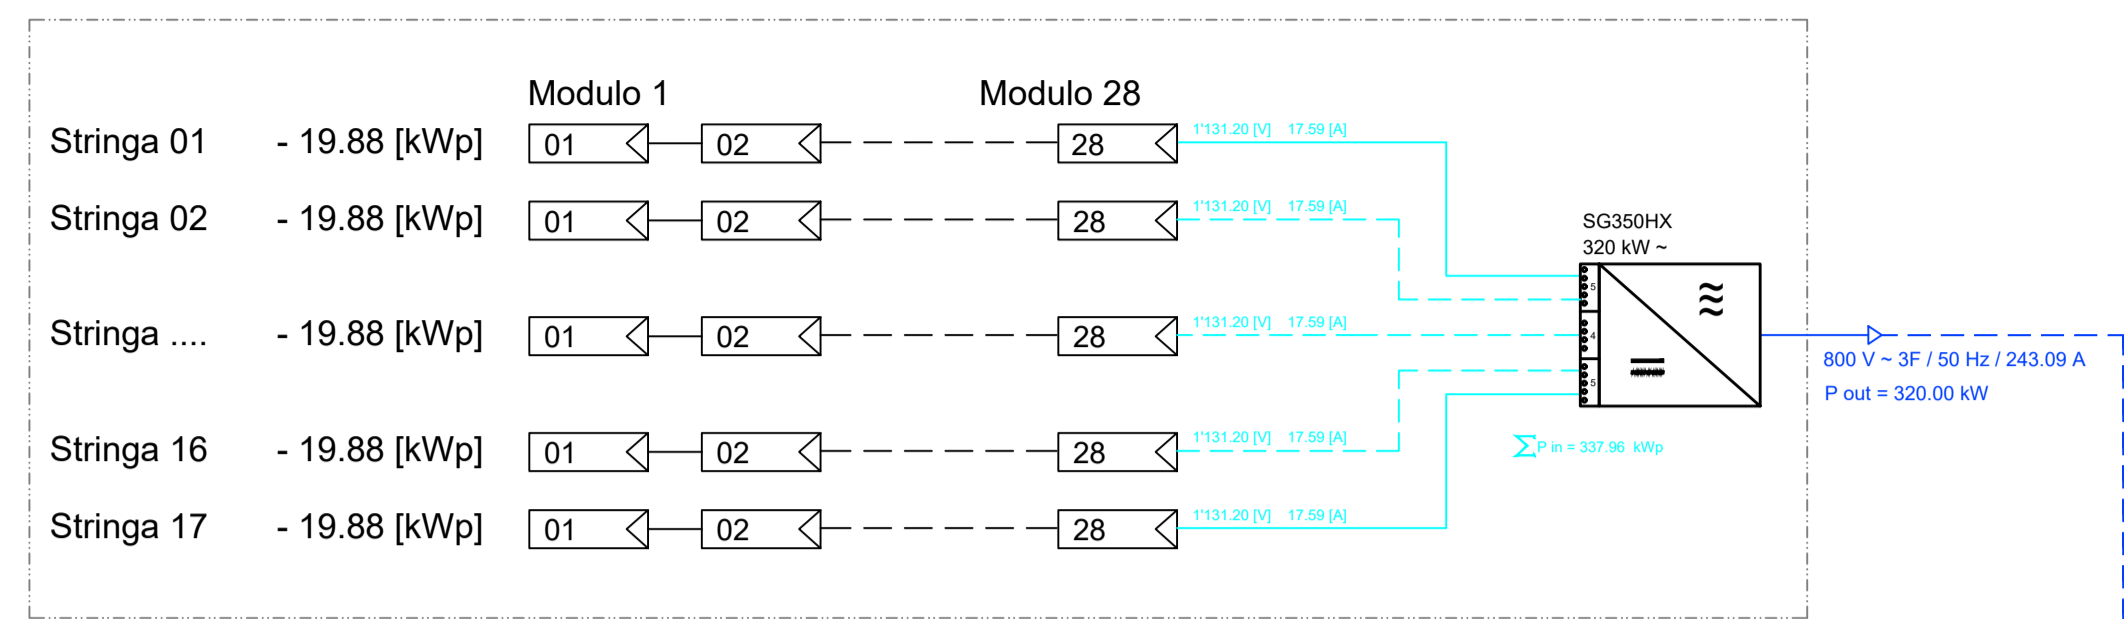 Modulo 1 Modulo 28
Stringa 01 - 19.88 [kWp] 01 02 28 1'131.20 [V] 17.59 [A]
Stringa 02 - 19.88 [kWp] 01 02 28 1'131.20 [V] 17.59 [A]
SG350HX
320 kW ~
5
Stringa .... - 19.88 [kWp] 01 02 28 1'131.20 [V] 17.59 [A]
4
800 V ~ 3F / 50 Hz / 243.09 A
5
P out = 320.00 kW
Stringa 16 - 19.88 [kWp] 01 02 28 1'131.20 [V] 17.59 [A]
∑ P in = 337.96 kWp
Stringa 17 - 19.88 [kWp] 01 02 28 1'131.20 [V] 17.59 [A]